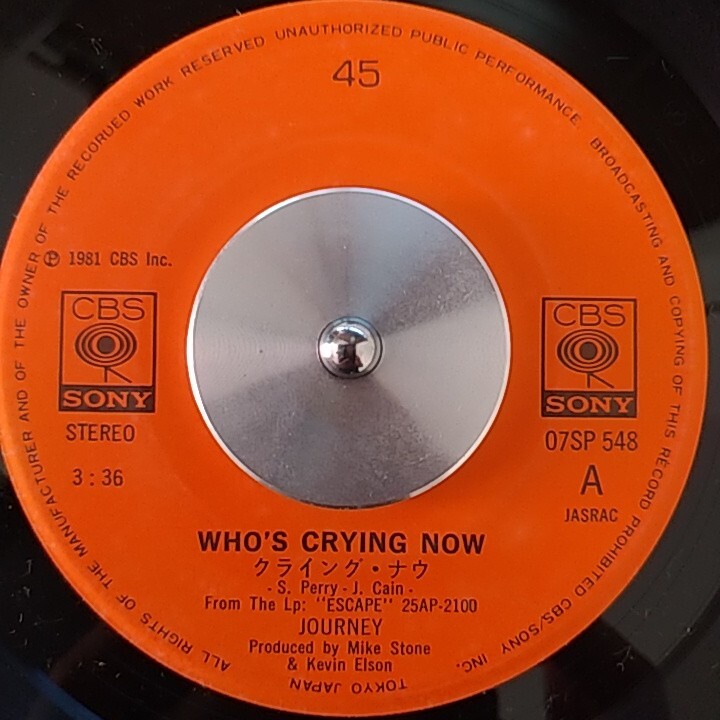 ALL RIGHTS OF THE MANUFACTURER AND OF THE OWNER OF THE RECORDED WORK RESERVED UNAUTHORIZED PUBLIC PERFORMANCE. BROADCASTING AND COPYING OF THIS RECORD PROHIBITED CBS/SONY INC.
TOKYO JAPAN
45
℗ 1981 CBS Inc.
CBS
SONY
STEREO
3:36
CBS
SONY
07SP 548
A
JASRAC
WHO'S CRYING NOW
クライング・ナウ
- S. Perry - J. Cain -
From The Lp: "ESCAPE" 25AP-2100
JOURNEY
Produced by Mike Stone
& Kevin Elson